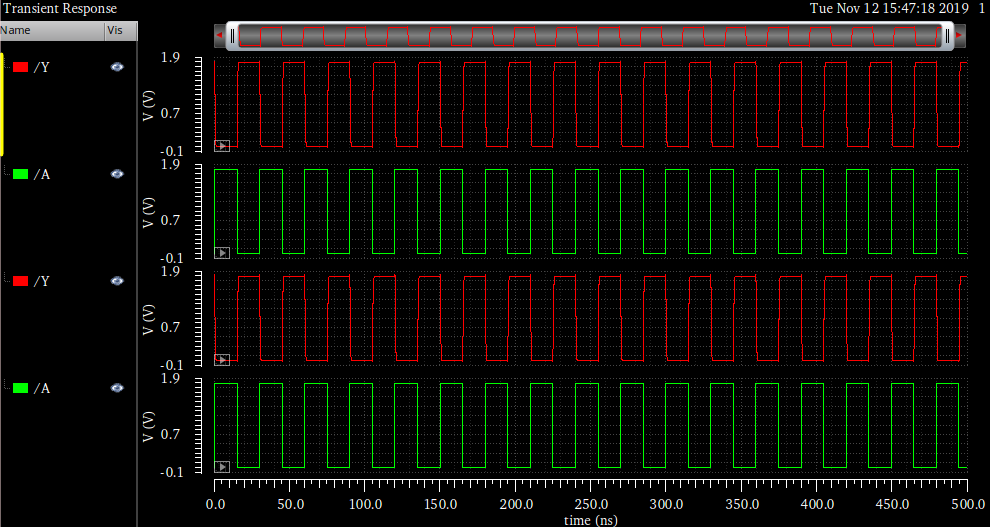 Transient Response
Tue Nov 12 15:47:18 2019 1
Name Vis
/Y
1.9
V (V)
0.7
-0.1
/A
1.9
V (V)
0.7
-0.1
/Y
1.9
V (V)
0.7
-0.1
/A
1.9
V (V)
0.7
-0.1
0.0 50.0 100.0 150.0 200.0 250.0 300.0 350.0 400.0 450.0 500.0
time (ns)